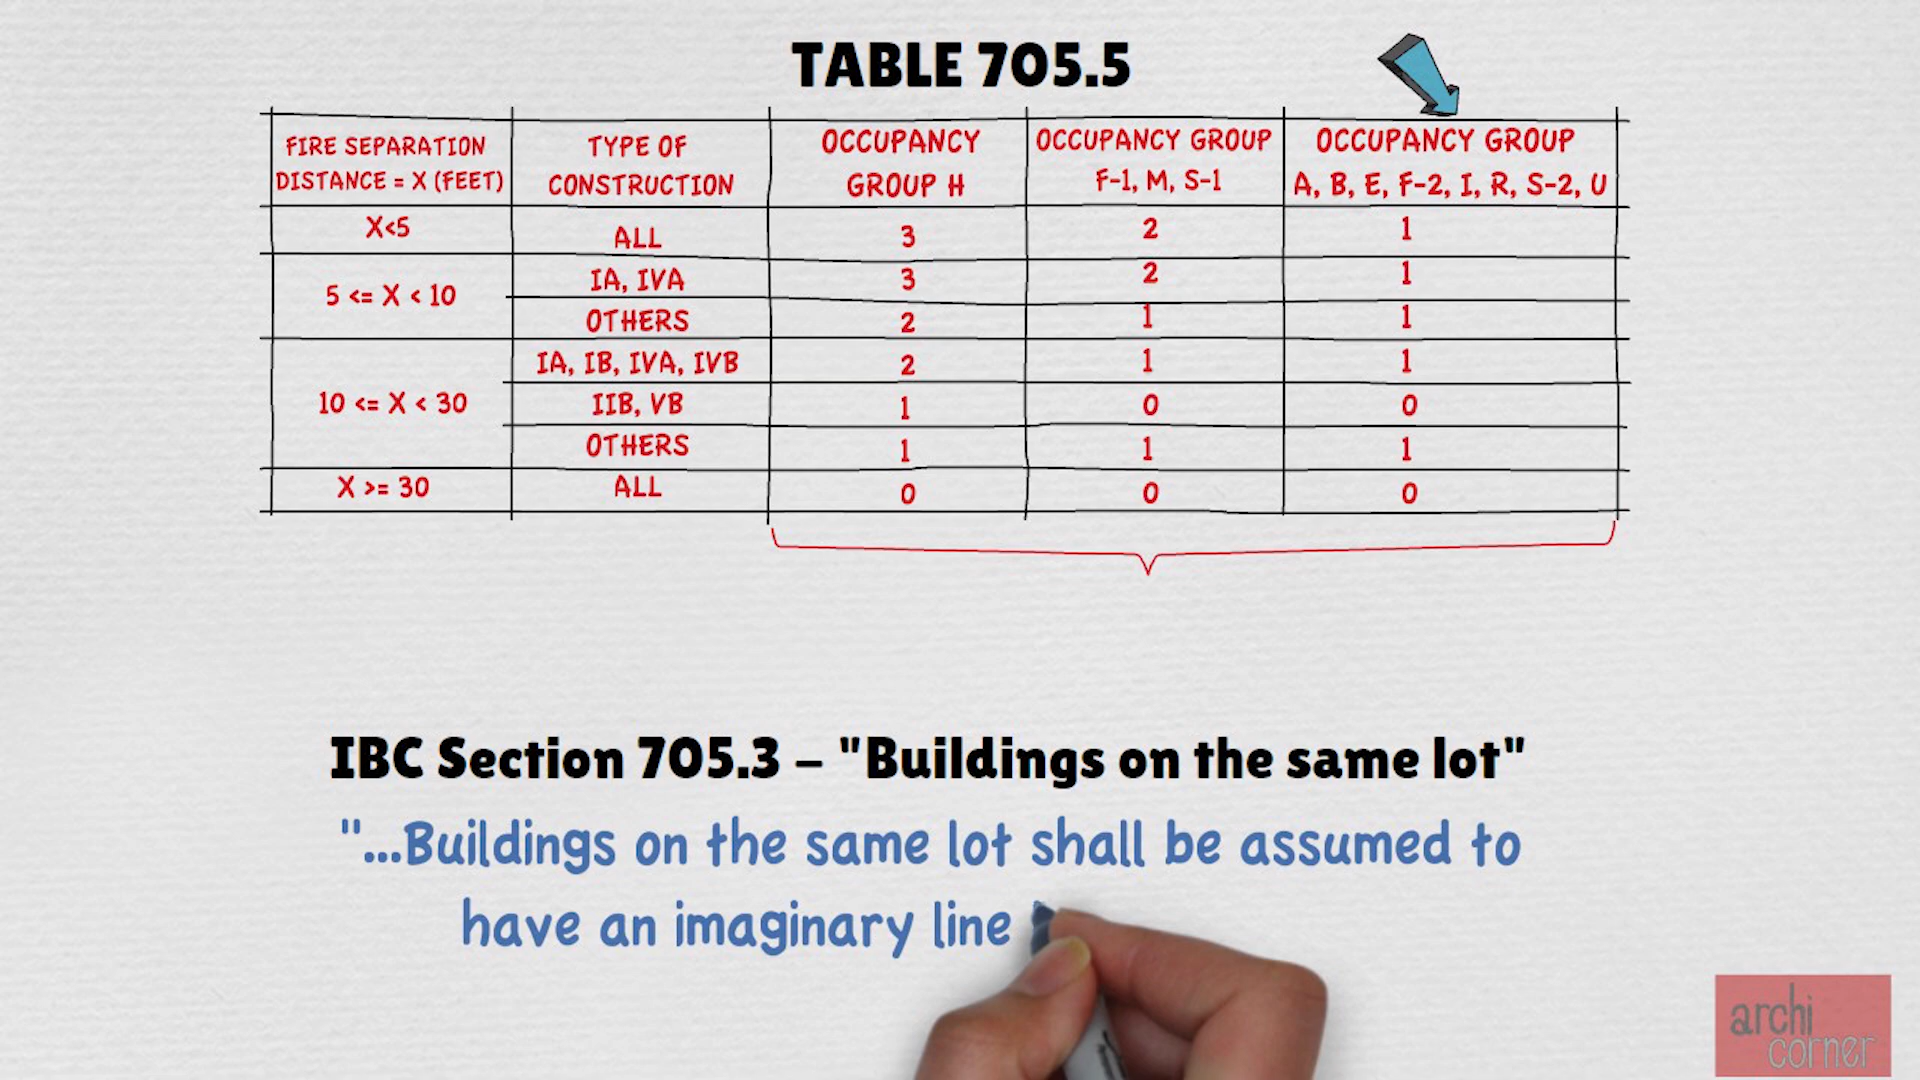 TABLE 705.5
FIRE SEPARATION DISTANCE = X (FEET) TYPE OF CONSTRUCTION OCCUPANCY GROUP H OCCUPANCY GROUP F-1, M, S-1 OCCUPANCY GROUP A, B, E, F-2, I, R, S-2, U
X<5 ALL 3 2 1
5 <= X < 10 IA, IVA 3 2 1
OTHERS 2 1 1
10 <= X < 30 IA, IB, IVA, IVB 2 1 1
IIB, VB 1 0 0
OTHERS 1 1 1
X >= 30 ALL 0 0 0
IBC Section 705.3 – "Buildings on the same lot"
"...Buildings on the same lot shall be assumed to
have an imaginary line
archi
corner